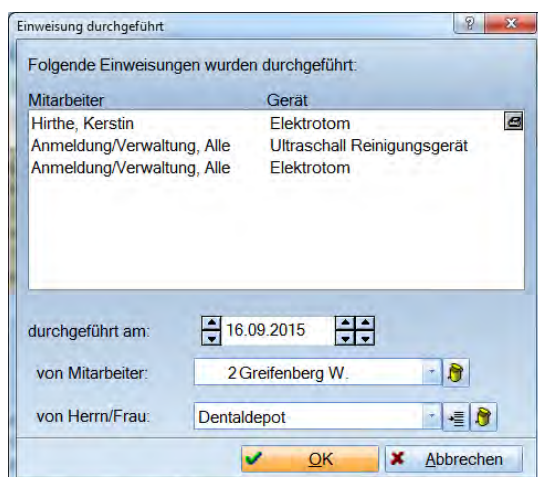 Einweisung durchgeführt
Folgende Einweisungen wurden durchgeführt:
Mitarbeiter Gerät
Hirthe, Kerstin Elektrotom
Anmeldung/Verwaltung, Alle Ultraschall Reinigungsgerät
Anmeldung/Verwaltung, Alle Elektrotom
durchgeführt am: 16.09.2015
von Mitarbeiter: 2 Greifenberg W.
von Herrn/Frau: Dentaldepot
OK Abbrechen